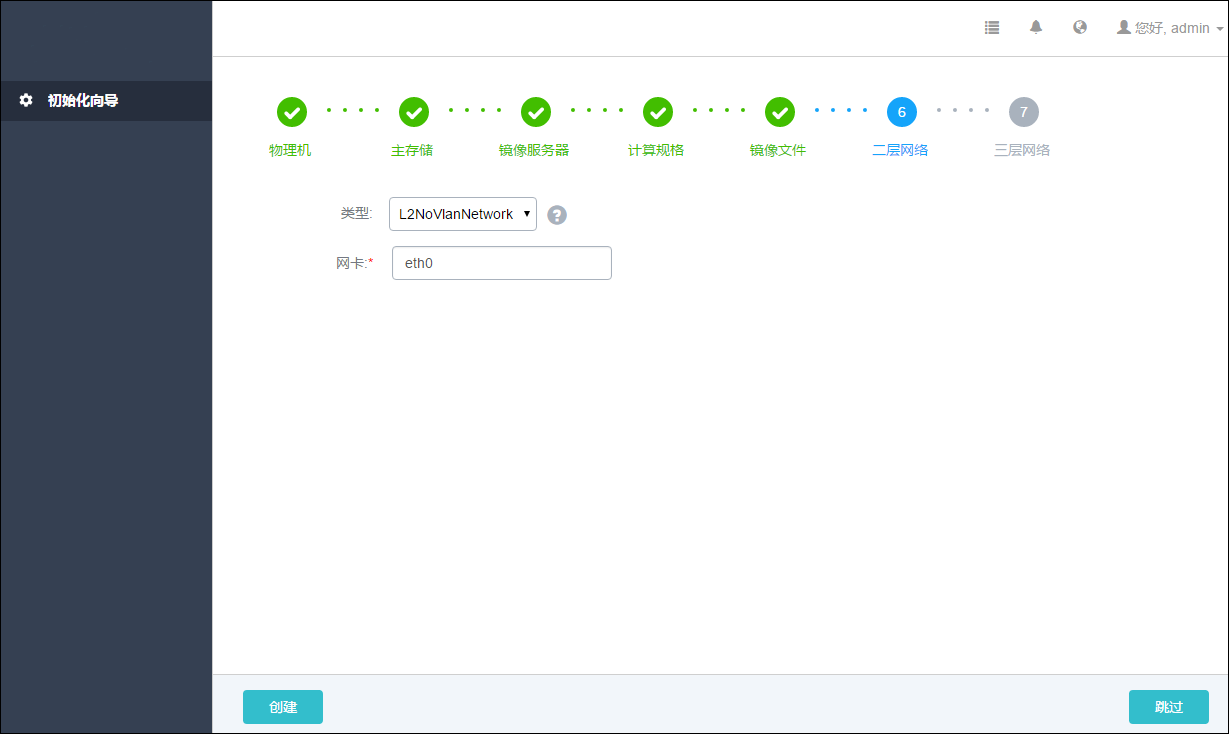 您好, admin
初始化向导
6
7
物理机
主存储
镜像服务器
计算规格
镜像文件
二层网络
三层网络
类型: L2NoVlanNetwork ?
网卡:* eth0
创建
跳过